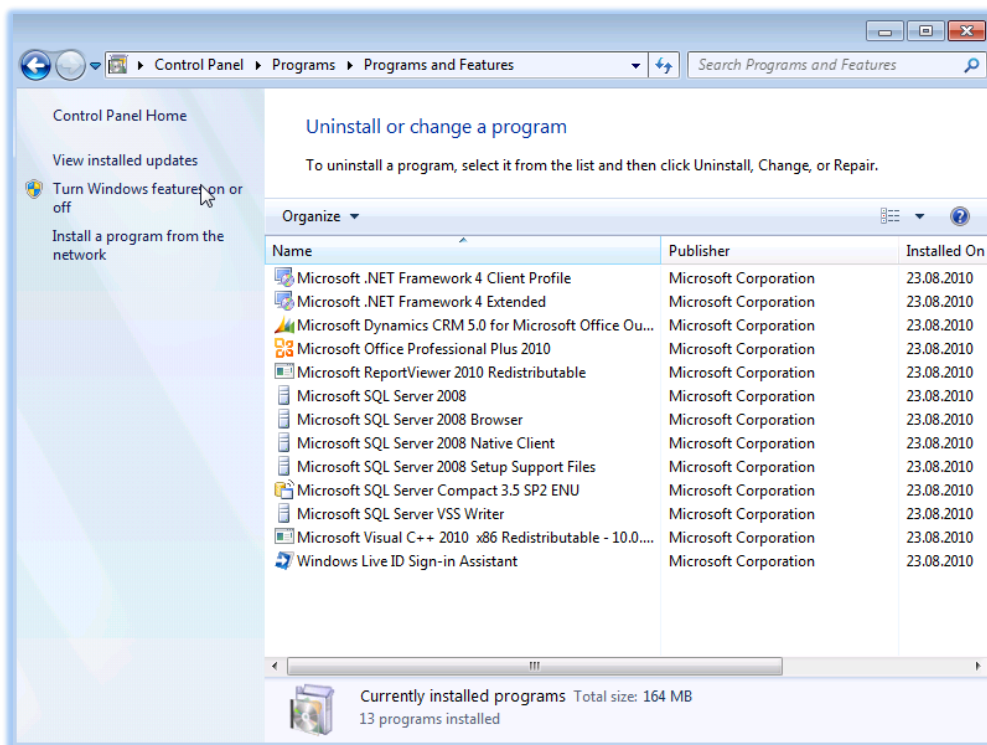 Control Panel ▸ Programs ▸ Programs and Features
Search Programs and Features
Control Panel Home
View installed updates
Turn Windows features on or
off
Install a program from the
network
Uninstall or change a program
To uninstall a program, select it from the list and then click Uninstall, Change, or Repair.
Organize
Name Publisher Installed On
Microsoft .NET Framework 4 Client Profile Microsoft Corporation 23.08.2010
Microsoft .NET Framework 4 Extended Microsoft Corporation 23.08.2010
Microsoft Dynamics CRM 5.0 for Microsoft Office Ou... Microsoft Corporation 23.08.2010
Microsoft Office Professional Plus 2010 Microsoft Corporation 23.08.2010
Microsoft ReportViewer 2010 Redistributable Microsoft Corporation 23.08.2010
Microsoft SQL Server 2008 Microsoft Corporation 23.08.2010
Microsoft SQL Server 2008 Browser Microsoft Corporation 23.08.2010
Microsoft SQL Server 2008 Native Client Microsoft Corporation 23.08.2010
Microsoft SQL Server 2008 Setup Support Files Microsoft Corporation 23.08.2010
Microsoft SQL Server Compact 3.5 SP2 ENU Microsoft Corporation 23.08.2010
Microsoft SQL Server VSS Writer Microsoft Corporation 23.08.2010
Microsoft Visual C++ 2010 x86 Redistributable - 10.0.... Microsoft Corporation 23.08.2010
Windows Live ID Sign-in Assistant Microsoft Corporation 23.08.2010
Currently installed programs Total size: 164 MB
13 programs installed